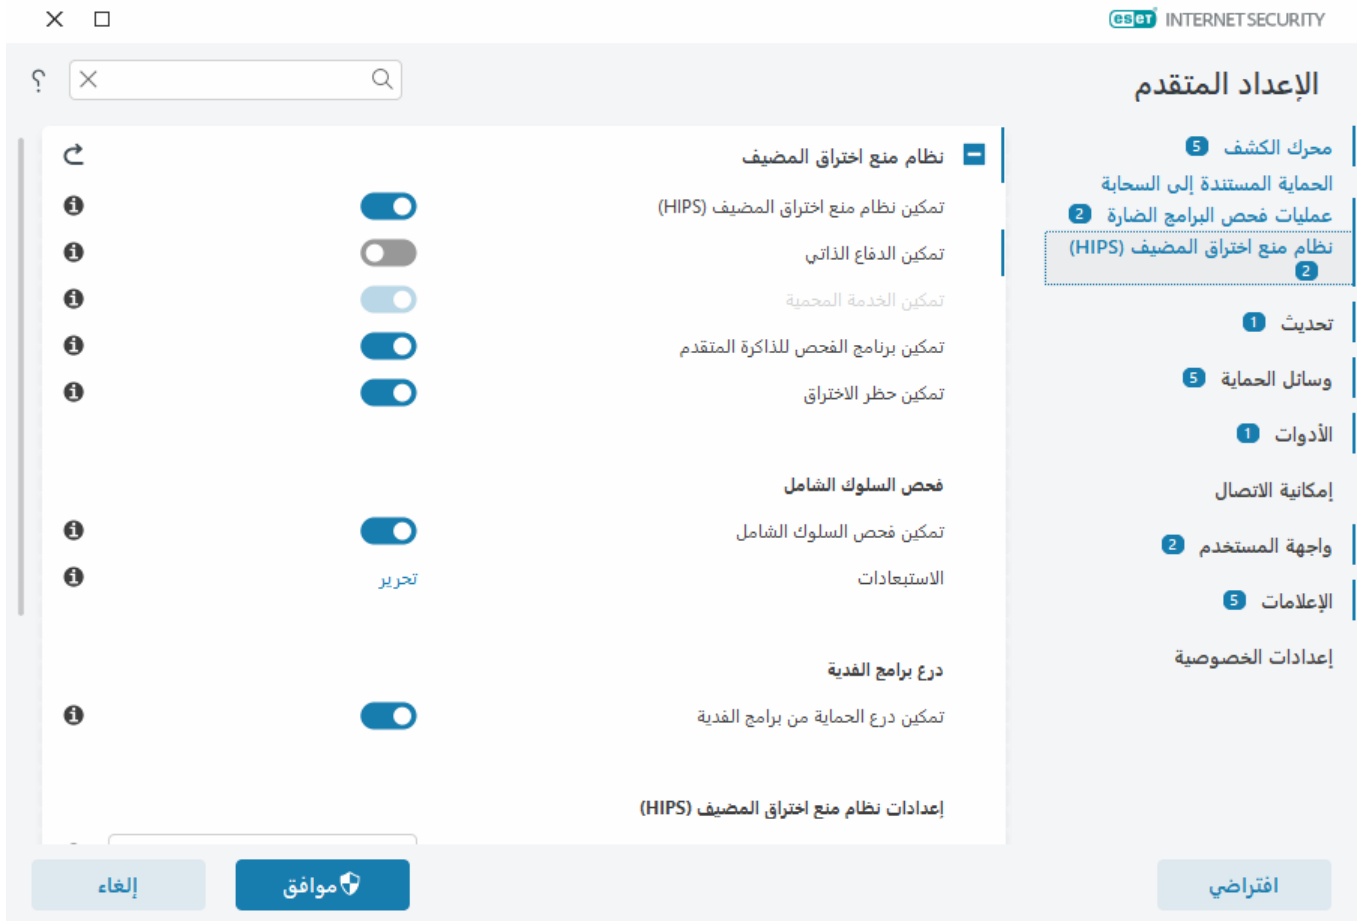 eset INTERNET SECURITY
الإعداد المتقدم
؟
محرك الكشف 5
الحماية المستندة إلى السحابة
عمليات فحص البرامج الضارة 2
نظام منع اختراق المضيف (HIPS)
2
تحديث 1
وسائل الحماية 5
الأدوات 1
إمكانية الاتصال
واجهة المستخدم 2
الإعلامات 5
إعدادات الخصوصية
نظام منع اختراق المضيف
تمكين نظام منع اختراق المضيف (HIPS)
تمكين الدفاع الذاتي
تمكين الخدمة المحمية
تمكين برنامج الفحص للذاكرة المتقدم
تمكين حظر الاختراق
فحص السلوك الشامل
تمكين فحص السلوك الشامل
الاستبعادات تحرير
درع برامج الفدية
تمكين درع الحماية من برامج الفدية
إعدادات نظام منع اختراق المضيف (HIPS)
افتراضي
موافق
إلغاء